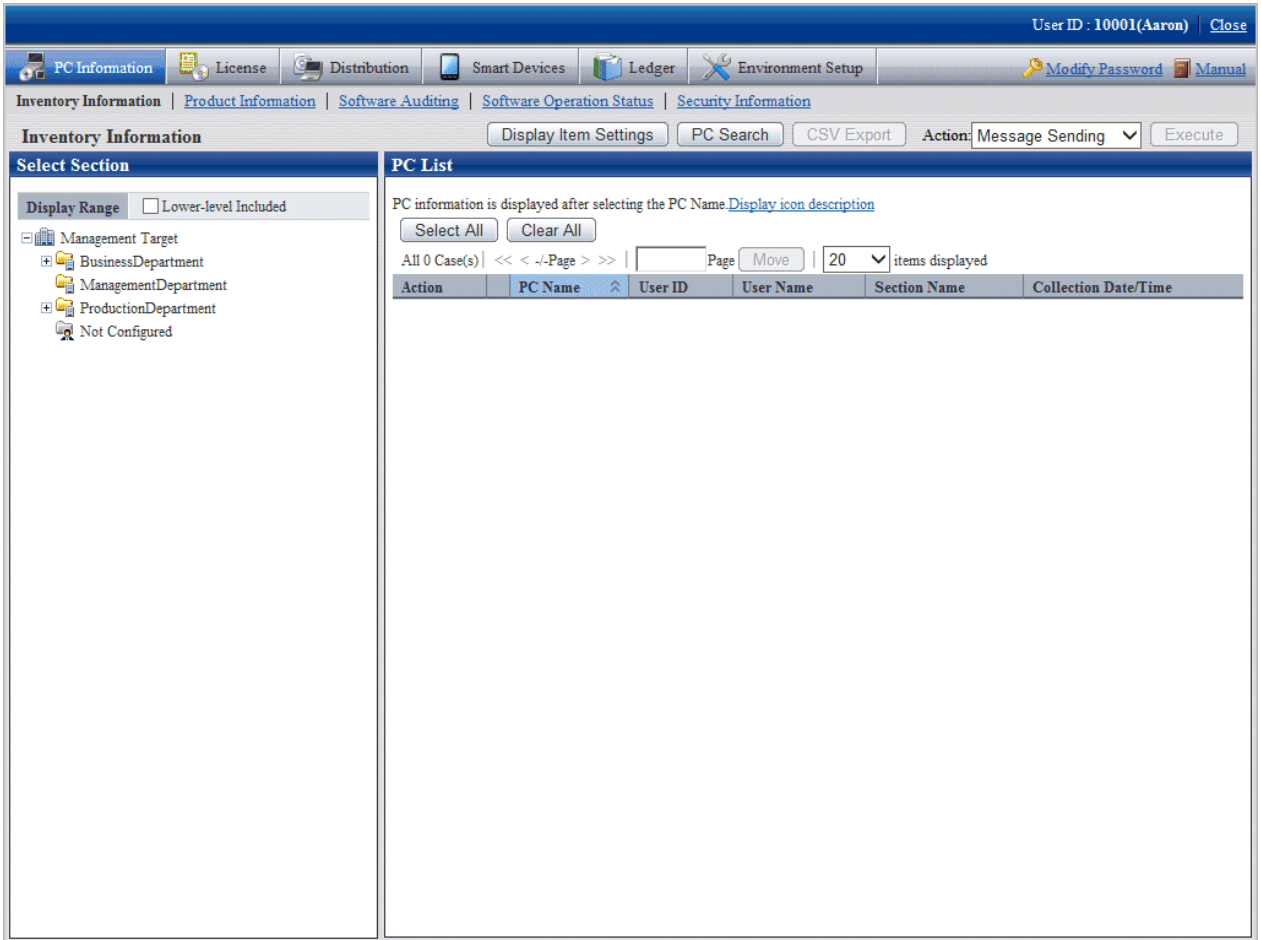 User ID : 10001(Aaron) Close
PC Information License Distribution Smart Devices Ledger Environment Setup Modify Password Manual
Inventory Information | Product Information | Software Auditing | Software Operation Status | Security Information
Inventory Information Display Item Settings PC Search CSV Export Action: Message Sending Execute
Select Section
Display Range Lower-level Included
Management Target
BusinessDepartment
ManagementDepartment
ProductionDepartment
Not Configured
PC List
PC information is displayed after selecting the PC Name.Display icon description
Select All Clear All
All 0 Case(s) | << < -/-Page > >> | Page Move | 20 items displayed
Action PC Name User ID User Name Section Name Collection Date/Time